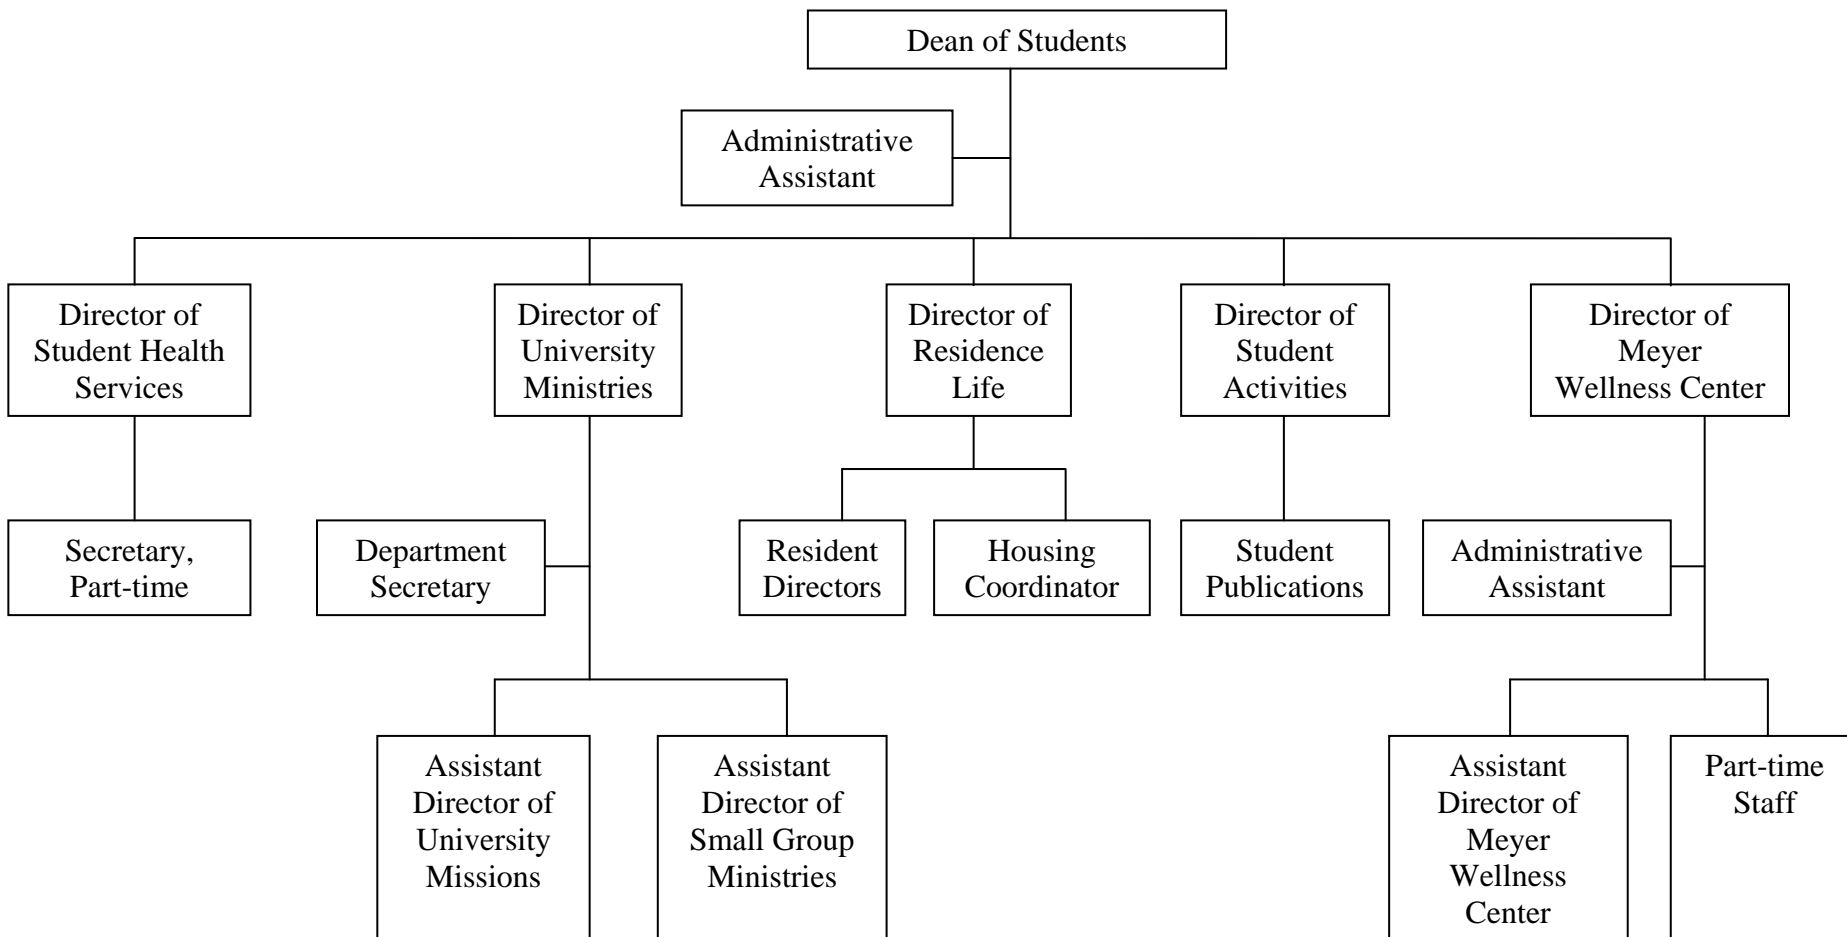 Dean of Students
Administrative
Assistant
Director of
Student Health
Services
Director of
University
Ministries
Director of
Residence
Life
Director of
Student
Activities
Director of
Meyer
Wellness Center
Secretary,
Part-time
Department
Secretary
Resident
Directors
Housing
Coordinator
Student
Publications
Administrative
Assistant
Assistant
Director of
University
Missions
Assistant
Director of
Small Group
Ministries
Assistant
Director of
Meyer
Wellness
Center
Part-time
Staff